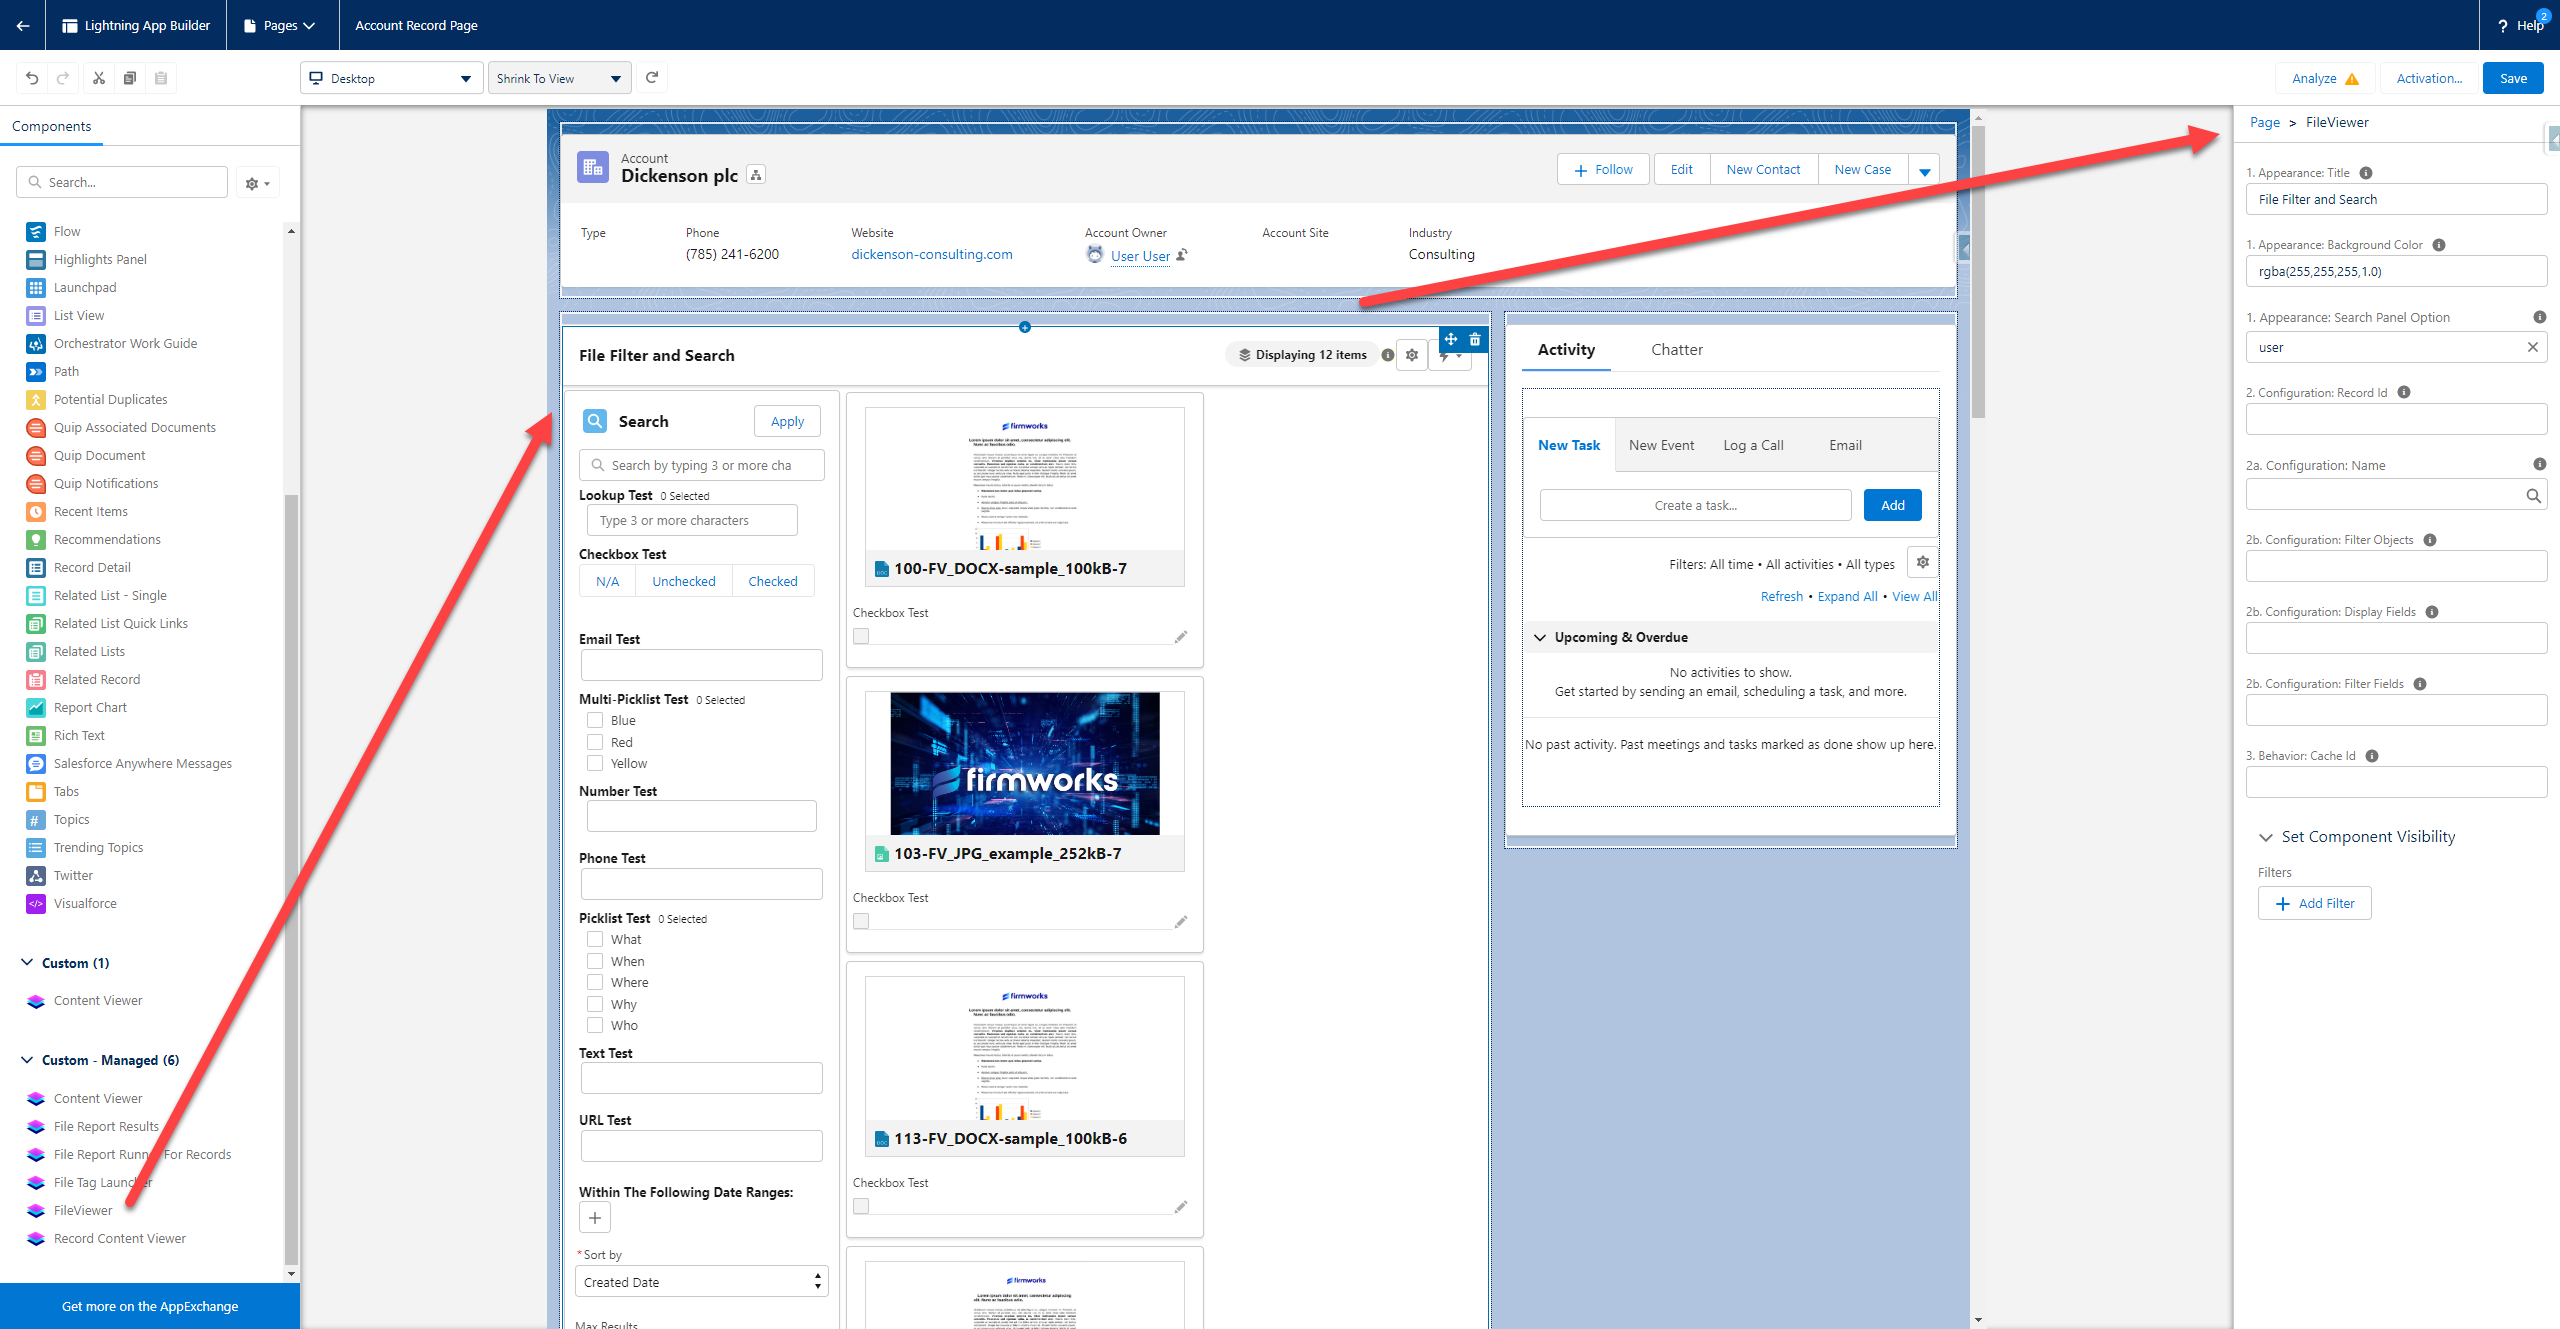 Lightning App Builder
Pages
Account Record Page
? Help
2
Desktop
Shrink To View
Analyze
Activation...
Save
Components
Search...
Flow
Highlights Panel
Launchpad
List View
Orchestrator Work Guide
Path
Potential Duplicates
Quip Associated Documents
Quip Document
Quip Notifications
Recent Items
Recommendations
Record Detail
Related List - Single
Related List Quick Links
Related Lists
Related Record
Report Chart
Rich Text
Salesforce Anywhere Messages
Tabs
Topics
Trending Topics
Twitter
Visualforce
Custom (1)
Content Viewer
Custom - Managed (6)
Content Viewer
File Report Results
File Report Runn For Records
File Tag Launcher
FileViewer
Record Content Viewer
Get more on the AppExchange
Account
Dickenson plc
Follow
Edit
New Contact
New Case
Type
Phone
(785) 241-6200
Website
dickenson-consulting.com
Account Owner
User User
Account Site
Industry
Consulting
File Filter and Search
Displaying 12 items
Search
Apply
Search by typing 3 or more cha
Lookup Test 0 Selected
Type 3 or more characters
Checkbox Test
N/A
Unchecked
Checked
Email Test
Multi-Picklist Test 0 Selected
Blue
Red
Yellow
Number Test
Phone Test
Picklist Test 0 Selected
What
When
Where
Why
Who
Text Test
URL Test
Within The Following Date Ranges:
*Sort by
Created Date
Max Results
firmworks
100-FV_DOCX-sample_100kB-7
Checkbox Test
firmworks
103-FV_JPG_example_252kB-7
Checkbox Test
firmworks
113-FV_DOCX-sample_100kB-6
Checkbox Test
firmworks
Activity
Chatter
New Task
New Event
Log a Call
Email
Create a task...
Add
Filters: All time • All activities • All types
Refresh • Expand All • View All
Upcoming & Overdue
No activities to show.
Get started by sending an email, scheduling a task, and more.
No past activity. Past meetings and tasks marked as done show up here.
Page > FileViewer
1. Appearance: Title
File Filter and Search
1. Appearance: Background Color
rgba(255,255,255,1.0)
1. Appearance: Search Panel Option
user
2. Configuration: Record Id
2a. Configuration: Name
2b. Configuration: Filter Objects
2b. Configuration: Display Fields
2b. Configuration: Filter Fields
3. Behavior: Cache Id
Set Component Visibility
Filters
Add Filter